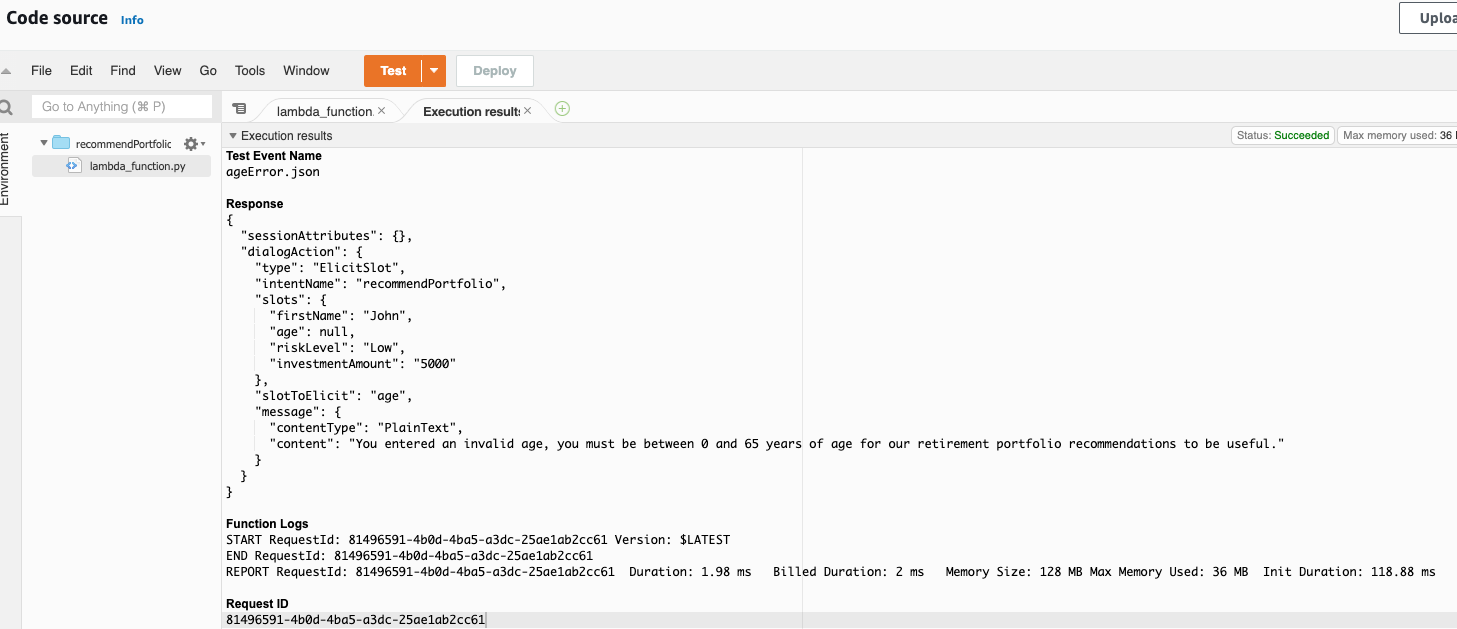 Code source Info
Uploa
File Edit Find View Go Tools Window Test Deploy
Go to Anything (⌘ P)
lambda_function. × Execution results ×
Execution results
Status: Succeeded Max memory used: 36
Environment
recommendPortfolio
lambda_function.py
Test Event Name
ageError.json
Response
{
  "sessionAttributes": {},
  "dialogAction": {
    "type": "ElicitSlot",
    "intentName": "recommendPortfolio",
    "slots": {
      "firstName": "John",
      "age": null,
      "riskLevel": "Low",
      "investmentAmount": "5000"
    },
    "slotToElicit": "age",
    "message": {
      "contentType": "PlainText",
      "content": "You entered an invalid age, you must be between 0 and 65 years of age for our retirement portfolio recommendations to be useful."
    }
  }
}
Function Logs
START RequestId: 81496591-4b0d-4ba5-a3dc-25ae1ab2cc61 Version: $LATEST
END RequestId: 81496591-4b0d-4ba5-a3dc-25ae1ab2cc61
REPORT RequestId: 81496591-4b0d-4ba5-a3dc-25ae1ab2cc61 Duration: 1.98 ms Billed Duration: 2 ms Memory Size: 128 MB Max Memory Used: 36 MB Init Duration: 118.88 ms
Request ID
81496591-4b0d-4ba5-a3dc-25ae1ab2cc61